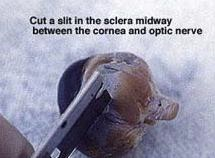 Cut a slit in the sclera midway
between the cornea and optic nerve